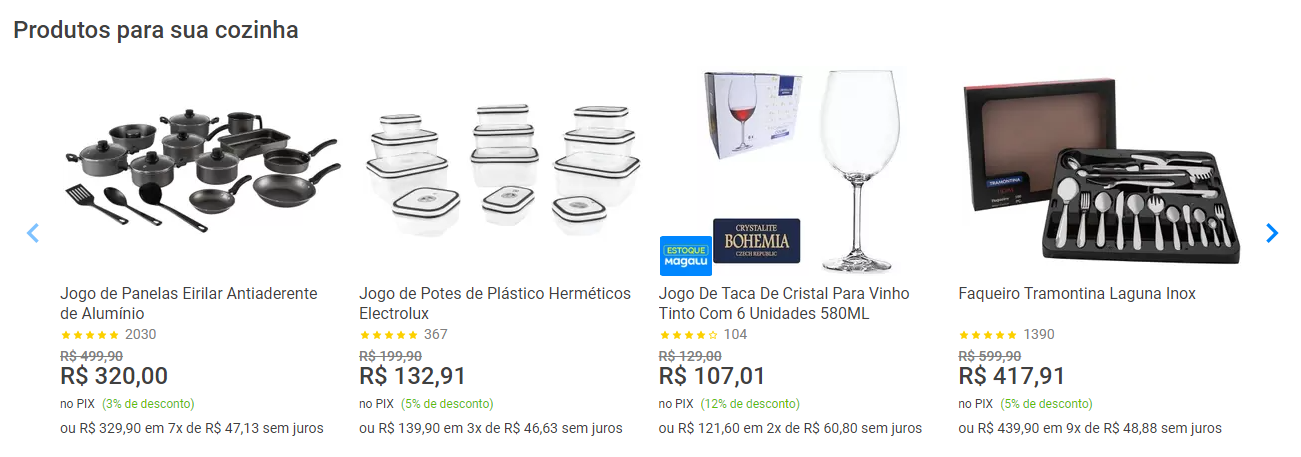 Produtos para sua cozinha
ESTOQUE
Magalu
CRYSTALITE
BOHEMIA
CZECH REPUBLIC
TRAMONTINA
Jogo de Panelas Eirilar Antiaderente
de Alumínio
2030
R$ 499,90
R$ 320,00
no PIX (3% de desconto)
ou R$ 329,90 em 7x de R$ 47,13 sem juros
Jogo de Potes de Plástico Herméticos
Electrolux
367
R$ 199,90
R$ 132,91
no PIX (5% de desconto)
ou R$ 139,90 em 3x de R$ 46,63 sem juros
Jogo De Taca De Cristal Para Vinho
Tinto Com 6 Unidades 580ML
104
R$ 129,00
R$ 107,01
no PIX (12% de desconto)
ou R$ 121,60 em 2x de R$ 60,80 sem juros
Faqueiro Tramontina Laguna Inox
1390
R$ 599,90
R$ 417,91
no PIX (5% de desconto)
ou R$ 439,90 em 9x de R$ 48,88 sem juros